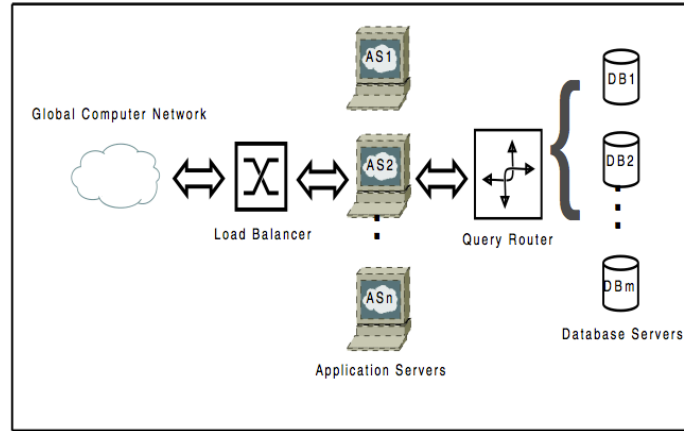 AS1
DB1
Global Computer Network
AS2
DB2
Load Balancer
Query Router
ASn
DBm
Database Servers
Application Servers